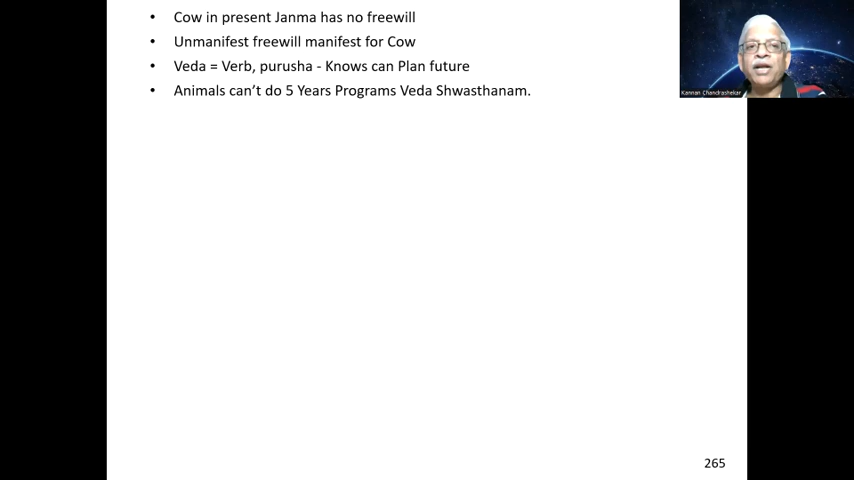 • Cow in present Janma has no freewill
• Unmanifest freewill manifest for Cow
• Veda = Verb, purusha - Knows can Plan future
• Animals can’t do 5 Years Programs Veda Shwasthanam.
Kannan Chandrashekar
265